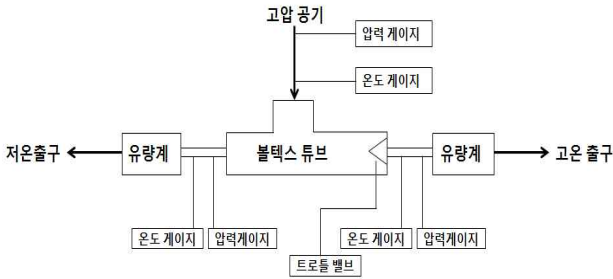 고압 공기
압력 게이지
온도 게이지
저온출구
유량계
볼텍스 튜브
유량계
고온 출구
온도 게이지
압력게이지
온도 게이지
압력게이지
트로틀 밸브